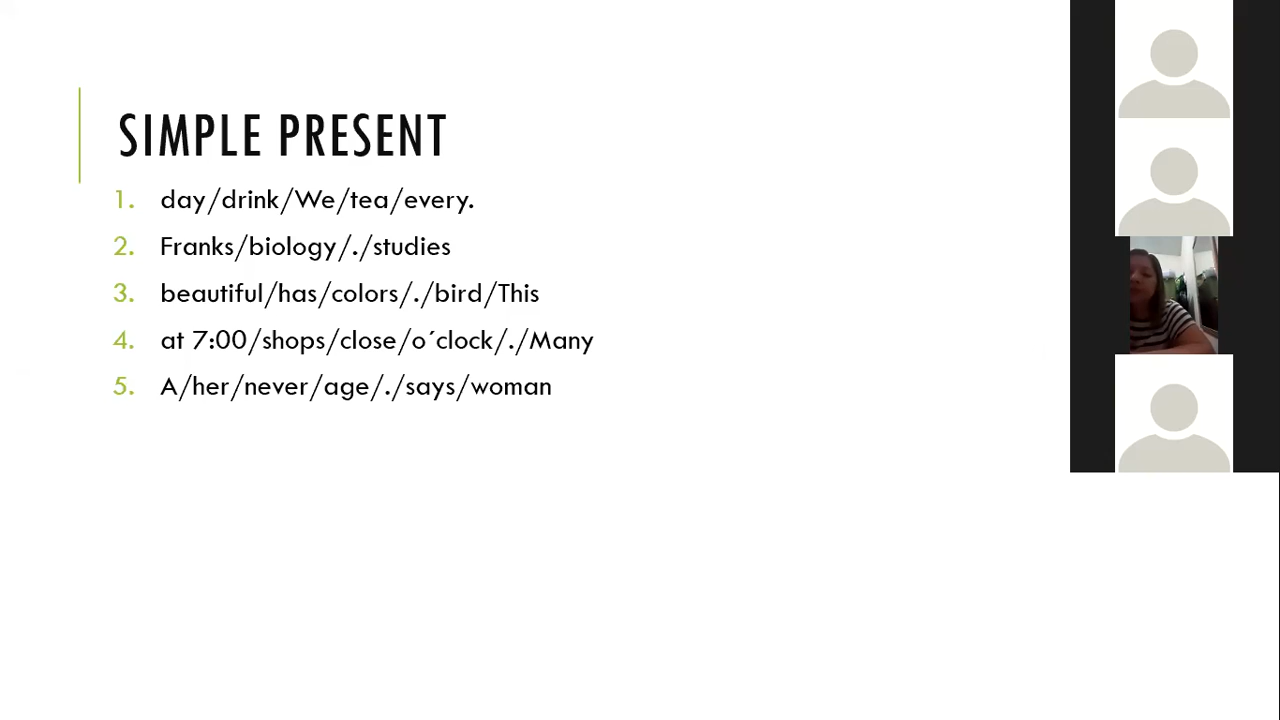 SIMPLE PRESENT
1. day/drink/We/tea/every.
2. Franks/biology/./studies
3. beautiful/has/colors/./bird/This
4. at 7:00/shops/close/o´clock/./Many
5. A/her/never/age/./says/woman